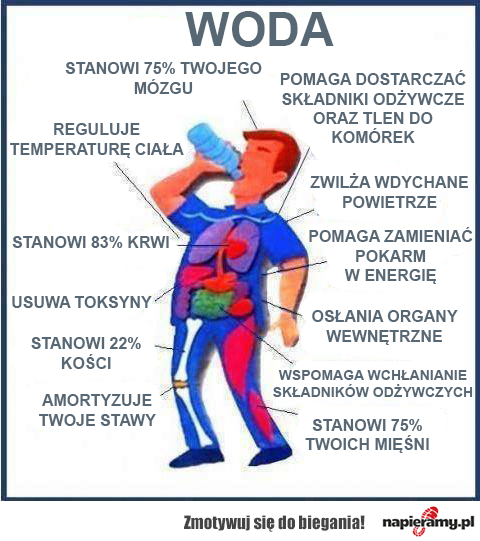 WODA
STANOWI 75% TWOJEGO
MÓZGU
POMAGA DOSTARCZAĆ
SKŁADNIKI ODŻYWCZE
ORAZ TLEN DO
KOMÓREK
REGULUJE
TEMPERATURĘ CIAŁA
ZWILŻA WDYCHANE
POWIETRZE
STANOWI 83% KRWI
POMAGA ZAMIENIAĆ
POKARM
W ENERGIĘ
USUWA TOKSYNY
OSŁANIA ORGANY
WEWNĘTRZNE
STANOWI 22%
KOŚCI
WSPOMAGA WCHŁANIANIE
SKŁADNIKÓW ODŻYWCZYCH
AMORTYZUJE
TWOJE STAWY
STANOWI 75%
TWOICH MIĘŚNI
Zmotywuj się do biegania!
napieramy.pl